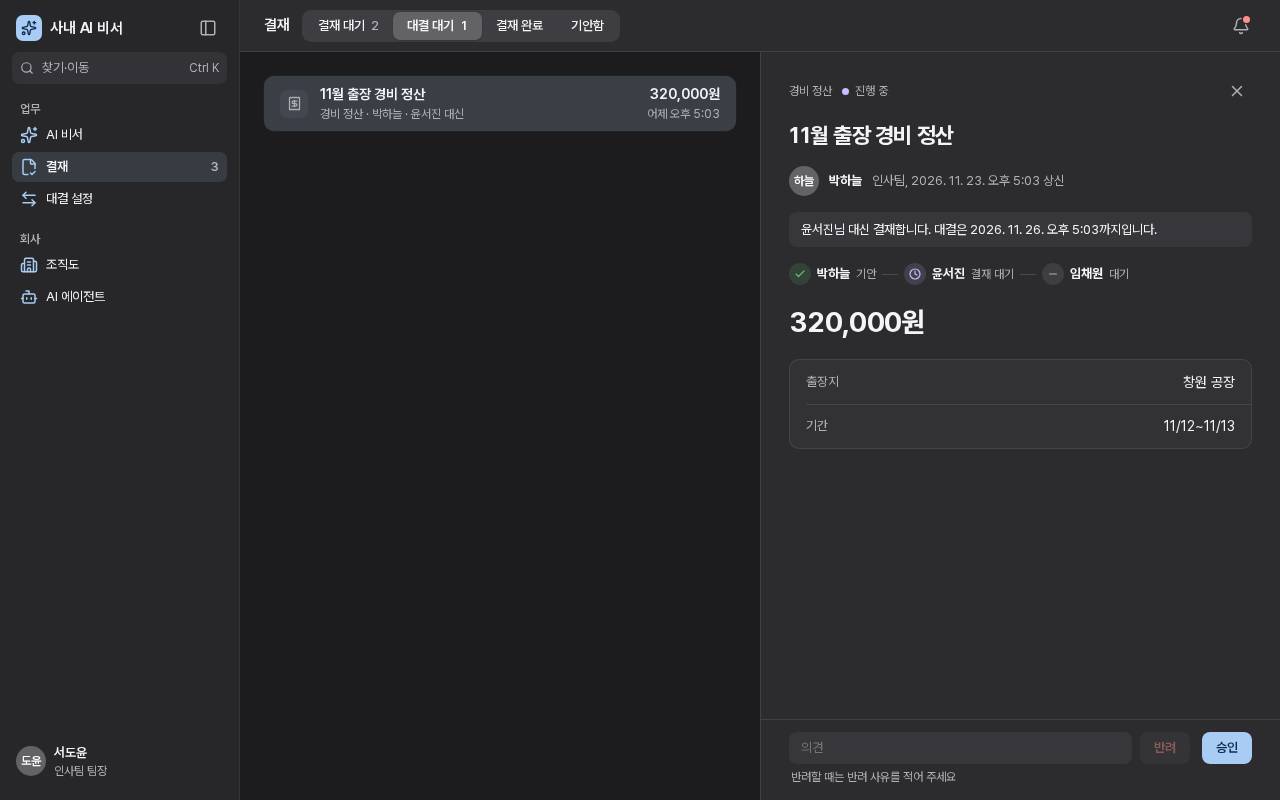 사내 AI 비서
찾기·이동 Ctrl K
업무
AI 비서
결재 3
대결 설정
회사
조직도
AI 에이전트
도윤 서도윤
인사팀 팀장
결재 결재 대기 2 대결 대기 1 결재 완료 기안함
11월 출장 경비 정산 320,000원
경비 정산 · 박하늘 · 윤서진 대신 어제 오후 5:03
경비 정산 진행 중
11월 출장 경비 정산
하늘 박하늘 인사팀, 2026. 11. 23. 오후 5:03 상신
윤서진님 대신 결재합니다. 대결은 2026. 11. 26. 오후 5:03까지입니다.
박하늘 기안 윤서진 결재 대기 임채원 대기
320,000원
출장지 창원 공장
기간 11/12~11/13
의견 반려 승인
반려할 때는 반려 사유를 적어 주세요